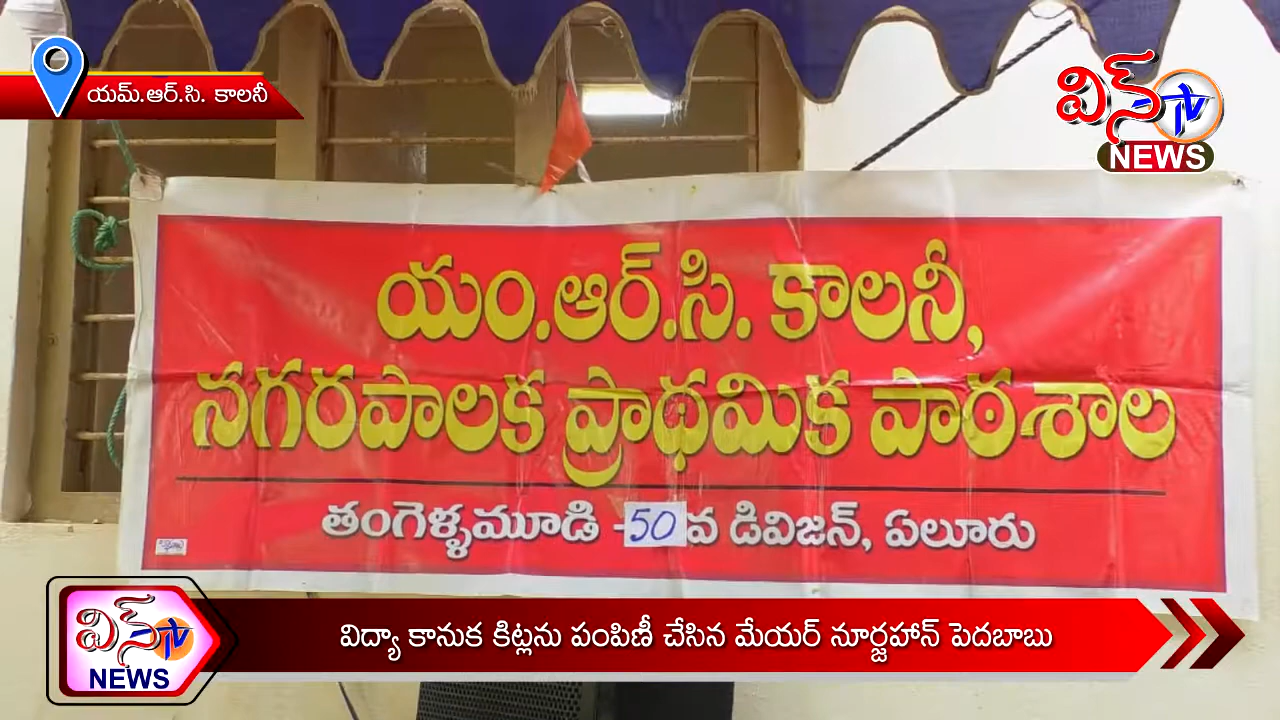 యమ్.ఆర్.సి. కాలనీ
విన్ TV
NEWS
యం.ఆర్.సి. కాలనీ,
నగరపాలక ప్రాథమిక పాఠశాల
తంగెళ్ళమూడి -50వ డివిజన్, ఏలూరు
విన్ TV
NEWS
విద్యా కానుక కిట్లను పంపిణీ చేసిన మేయర్ నూర్జహాన్ పెదబాబు